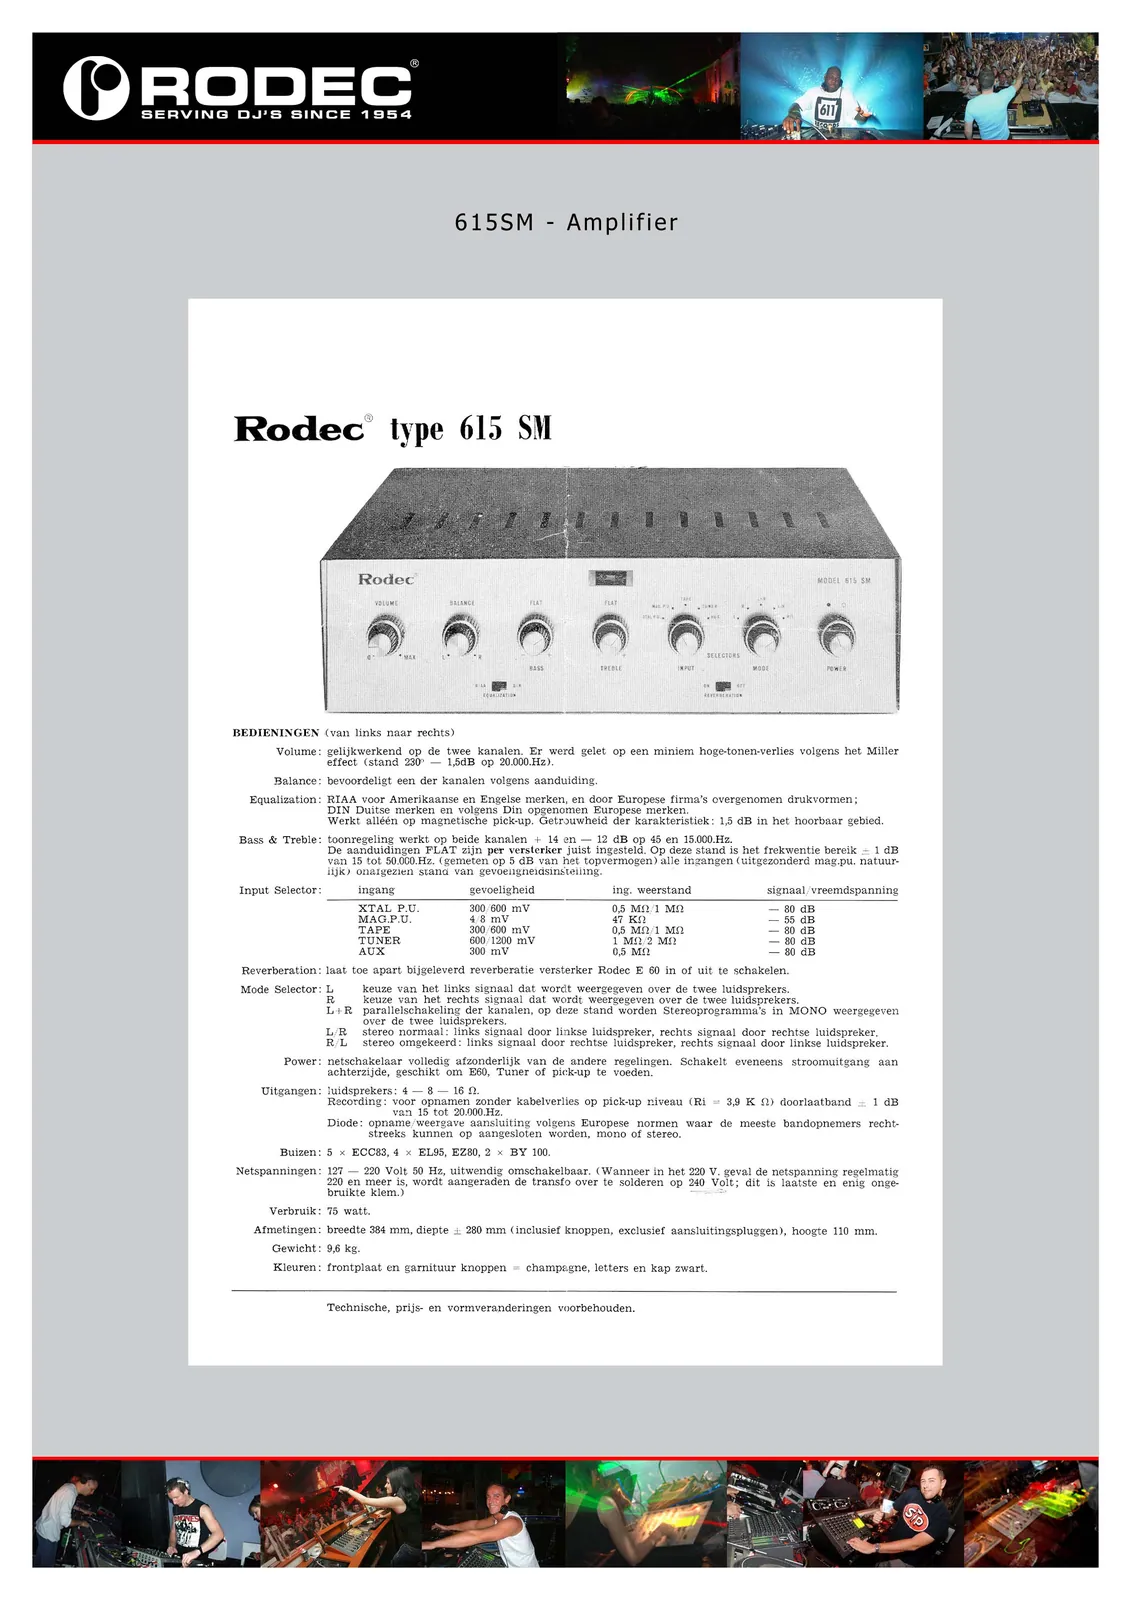 RODEC®
SERVING DJ'S SINCE 1954
611
615SM - Amplifier
Rodec® type 615 SM
Rodec
MODEL 615 SM
VOLUME BALANCE FLAT FLAT
TAPE
MAG.P.U. TUNER
XTAL P.U. AUX
0 MAX L R
SELECTORS
BASS TREBLE INPUT MODE POWER
RIAA DIN
EQUALIZATION
ON OFF
REVERBERATION
BEDIENINGEN (van links naar rechts)
Volume: gelijkwerkend op de twee kanalen. Er werd gelet op een miniem hoge-tonen-verlies volgens het Miller
effect (stand 230° — 1,5dB op 20.000.Hz).
Balance: bevoordeligt een der kanalen volgens aanduiding.
Equalization: RIAA voor Amerikaanse en Engelse merken, en door Europese firma's overgenomen drukvormen;
DIN Duitse merken en volgens Din opgenomen Europese merken.
Werkt alléén op magnetische pick-up. Getrouwheid der karakteristiek: 1,5 dB in het hoorbaar gebied.
Bass & Treble: toonregeling werkt op beide kanalen + 14 en — 12 dB op 45 en 15.000.Hz.
De aanduidingen FLAT zijn per versterker juist ingesteld. Op deze stand is het frekwentie bereik ± 1 dB
van 15 tot 50.000.Hz. (gemeten op 5 dB van het topvermogen) alle ingangen (uitgezonderd mag.pu. natuur-
lijk) onafgezien stand van gevoeligheidsinstelling.
Input Selector: ingang gevoeligheid ing. weerstand signaal/vreemdspanning
XTAL P.U. 300/600 mV 0,5 MΩ/1 MΩ — 80 dB
MAG.P.U. 4/8 mV 47 KΩ — 55 dB
TAPE 300/600 mV 0,5 MΩ/1 MΩ — 80 dB
TUNER 600/1200 mV 1 MΩ/2 MΩ — 80 dB
AUX 300 mV 0,5 MΩ — 80 dB
Reverberation: laat toe apart bijgeleverd reverberatie versterker Rodec E 60 in of uit te schakelen.
Mode Selector: L keuze van het links signaal dat wordt weergegeven over de twee luidsprekers.
R keuze van het rechts signaal dat wordt weergegeven over de twee luidsprekers.
L+R parallelschakeling der kanalen, op deze stand worden Stereoprogramma's in MONO weergegeven
over de twee luidsprekers.
L/R stereo normaal: links signaal door linkse luidspreker, rechts signaal door rechtse luidspreker.
R/L stereo omgekeerd: links signaal door rechtse luidspreker, rechts signaal door linkse luidspreker.
Power: netschakelaar volledig afzonderlijk van de andere regelingen. Schakelt eveneens stroomuitgang aan
achterzijde, geschikt om E60, Tuner of pick-up te voeden.
Uitgangen: luidsprekers: 4 — 8 — 16 Ω.
Recording: voor opnamen zonder kabelverlies op pick-up niveau (Ri = 3,9 K Ω) doorlaatband ± 1 dB
van 15 tot 20.000.Hz.
Diode: opname/weergave aansluiting volgens Europese normen waar de meeste bandopnemers recht-
streeks kunnen op aangesloten worden, mono of stereo.
Buizen: 5 × ECC83, 4 × EL95, EZ80, 2 × BY 100.
Netspanningen: 127 — 220 Volt 50 Hz, uitwendig omschakelbaar. (Wanneer in het 220 V. geval de netspanning regelmatig
220 en meer is, wordt aangeraden de transfo over te solderen op 240 Volt; dit is laatste en enig onge-
bruikte klem.)
Verbruik: 75 watt.
Afmetingen: breedte 384 mm, diepte ± 280 mm (inclusief knoppen, exclusief aansluitingspluggen), hoogte 110 mm.
Gewicht: 9,6 kg.
Kleuren: frontplaat en garnituur knoppen = champagne, letters en kap zwart.
Technische, prijs- en vormveranderingen voorbehouden.